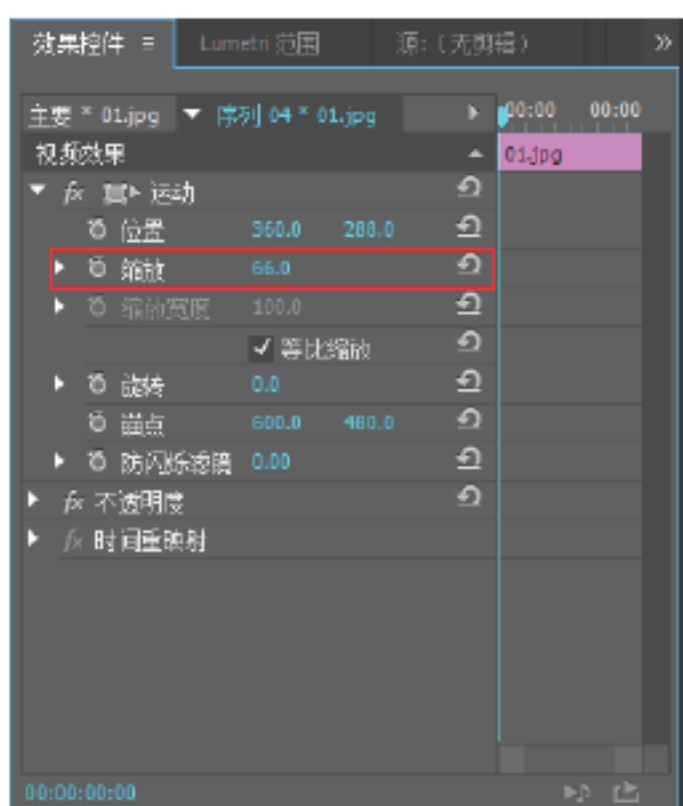 效果控件 Lumetri 范围 源:（无剪辑）
主要 * 01.jpg 序列 04 * 01.jpg 00:00 00:00
视频效果 01.jpg
fx 运动
位置 360.0 288.0
缩放 66.0
缩放宽度 100.0
等比缩放
旋转 0.0
锚点 600.0 480.0
防闪烁滤镜 0.00
fx 不透明度
fx 时间重映射
00:00:00:00